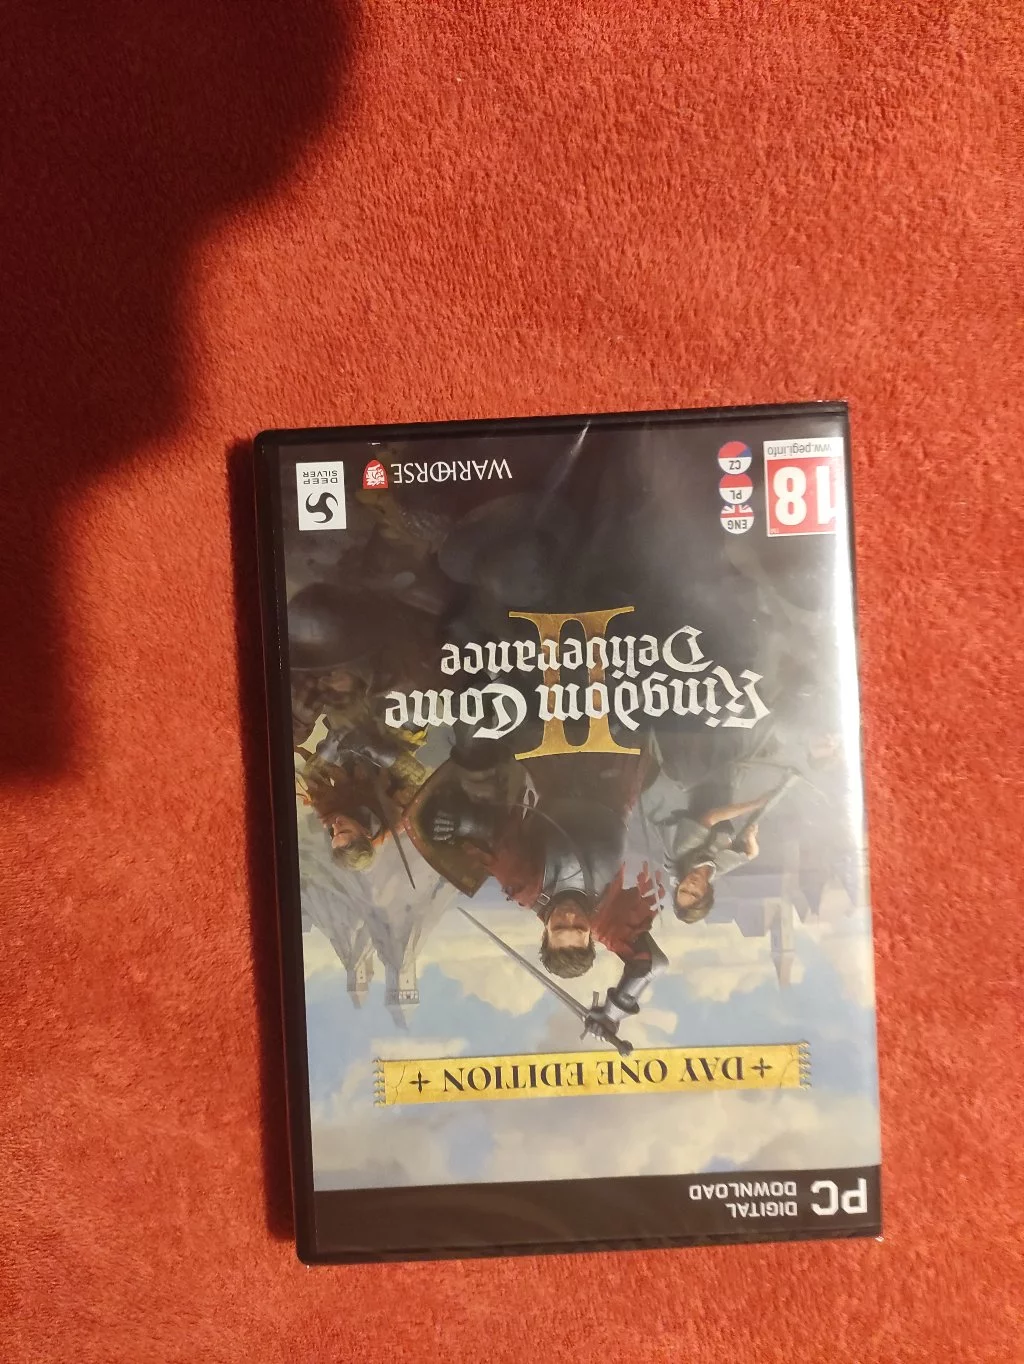 PC
DIGITAL
DOWNLOAD
+ DAY ONE EDITION +
Kingdom Come
II
Deliverance
18
www.pegi.info
ENG
PL
CZ
WARHORSE
DEEP
SILVER